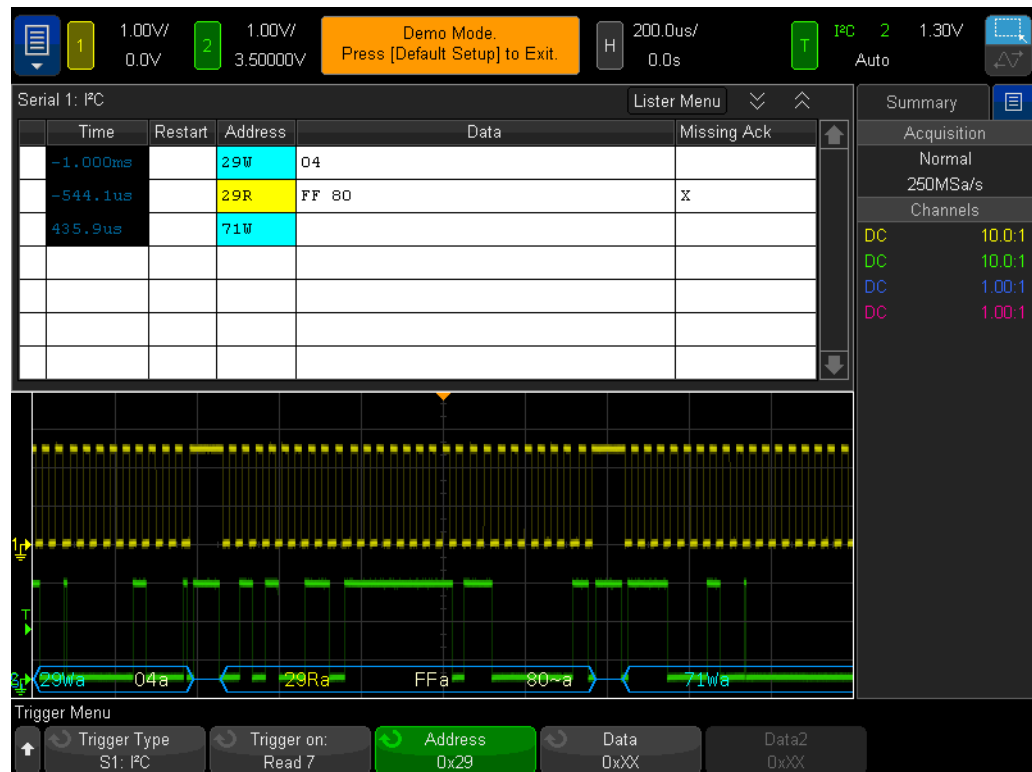 1
1.00V/
0.0V
2
1.00V/
3.50000V
Demo Mode.
Press [Default Setup] to Exit.
H
200.0us/
0.0s
T
I²C 2 1.30V
Auto
Serial 1: I²C
Lister Menu
Summary
Time Restart Address Data Missing Ack
-1.000ms 29W 04
-544.1us 29R FF 80 X
435.9us 71W
Acquisition
Normal
250MSa/s
Channels
DC 10.0:1
DC 10.0:1
DC 1.00:1
DC 1.00:1
1
T
2
29Wa 04a 29Ra FFa 80~a 71Wa
Trigger Menu
Trigger Type
S1: I²C
Trigger on:
Read 7
Address
0x29
Data
0xXX
Data2
0xXX